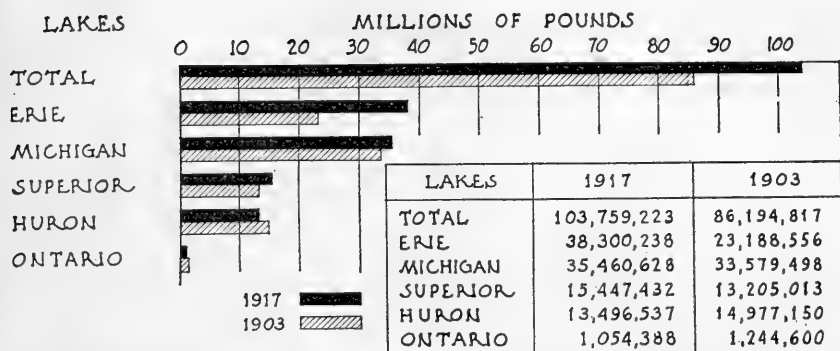 LAKES MILLIONS OF POUNDS
0 10 20 30 40 50 60 70 80 90 100
TOTAL
ERIE
MICHIGAN
SUPERIOR
HURON
ONTARIO
1917
1903
LAKES 1917 1903
TOTAL 103,759,223 86,194,817
ERIE 38,300,238 23,188,556
MICHIGAN 35,460,628 33,579,498
SUPERIOR 15,447,432 13,205,013
HURON 13,496,537 14,977,150
ONTARIO 1,054,388 1,244,600